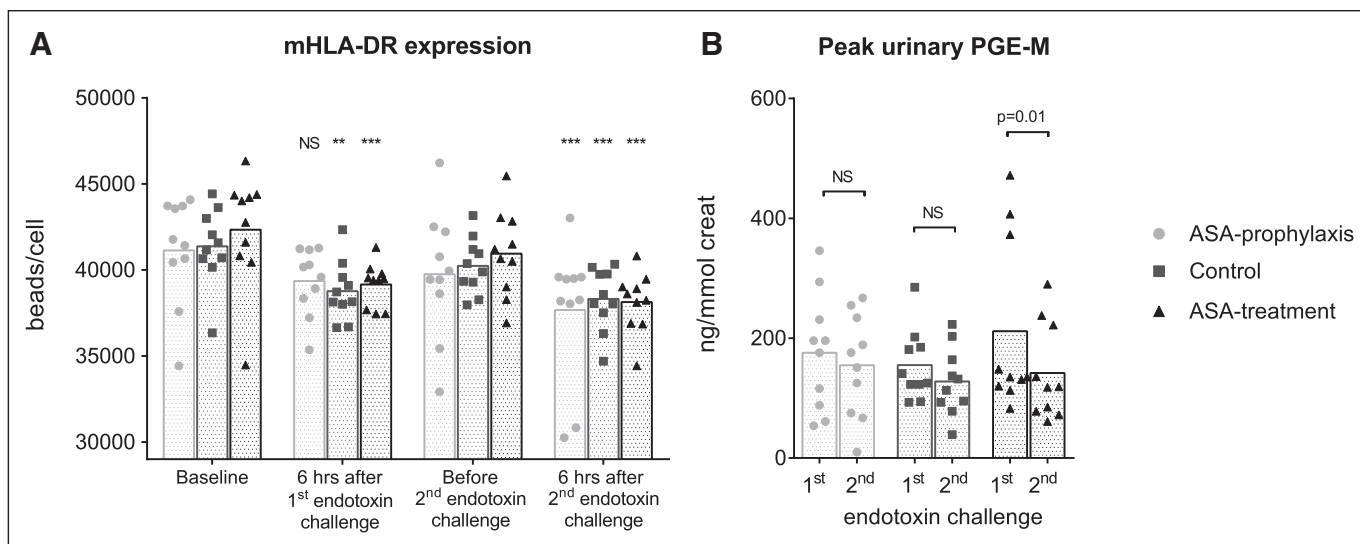 A
mHLA-DR expression
50000
45000
40000
35000
30000
beads/cell
NS
**
***
***
***
***
Baseline
6 hrs after
1st endotoxin
challenge
Before
2nd endotoxin
challenge
6 hrs after
2nd endotoxin
challenge
B
Peak urinary PGE-M
600
400
200
0
ng/mmol creat
NS
NS
p=0.01
1st
2nd
1st
2nd
1st
2nd
endotoxin challenge
ASA-prophylaxis
Control
ASA-treatment